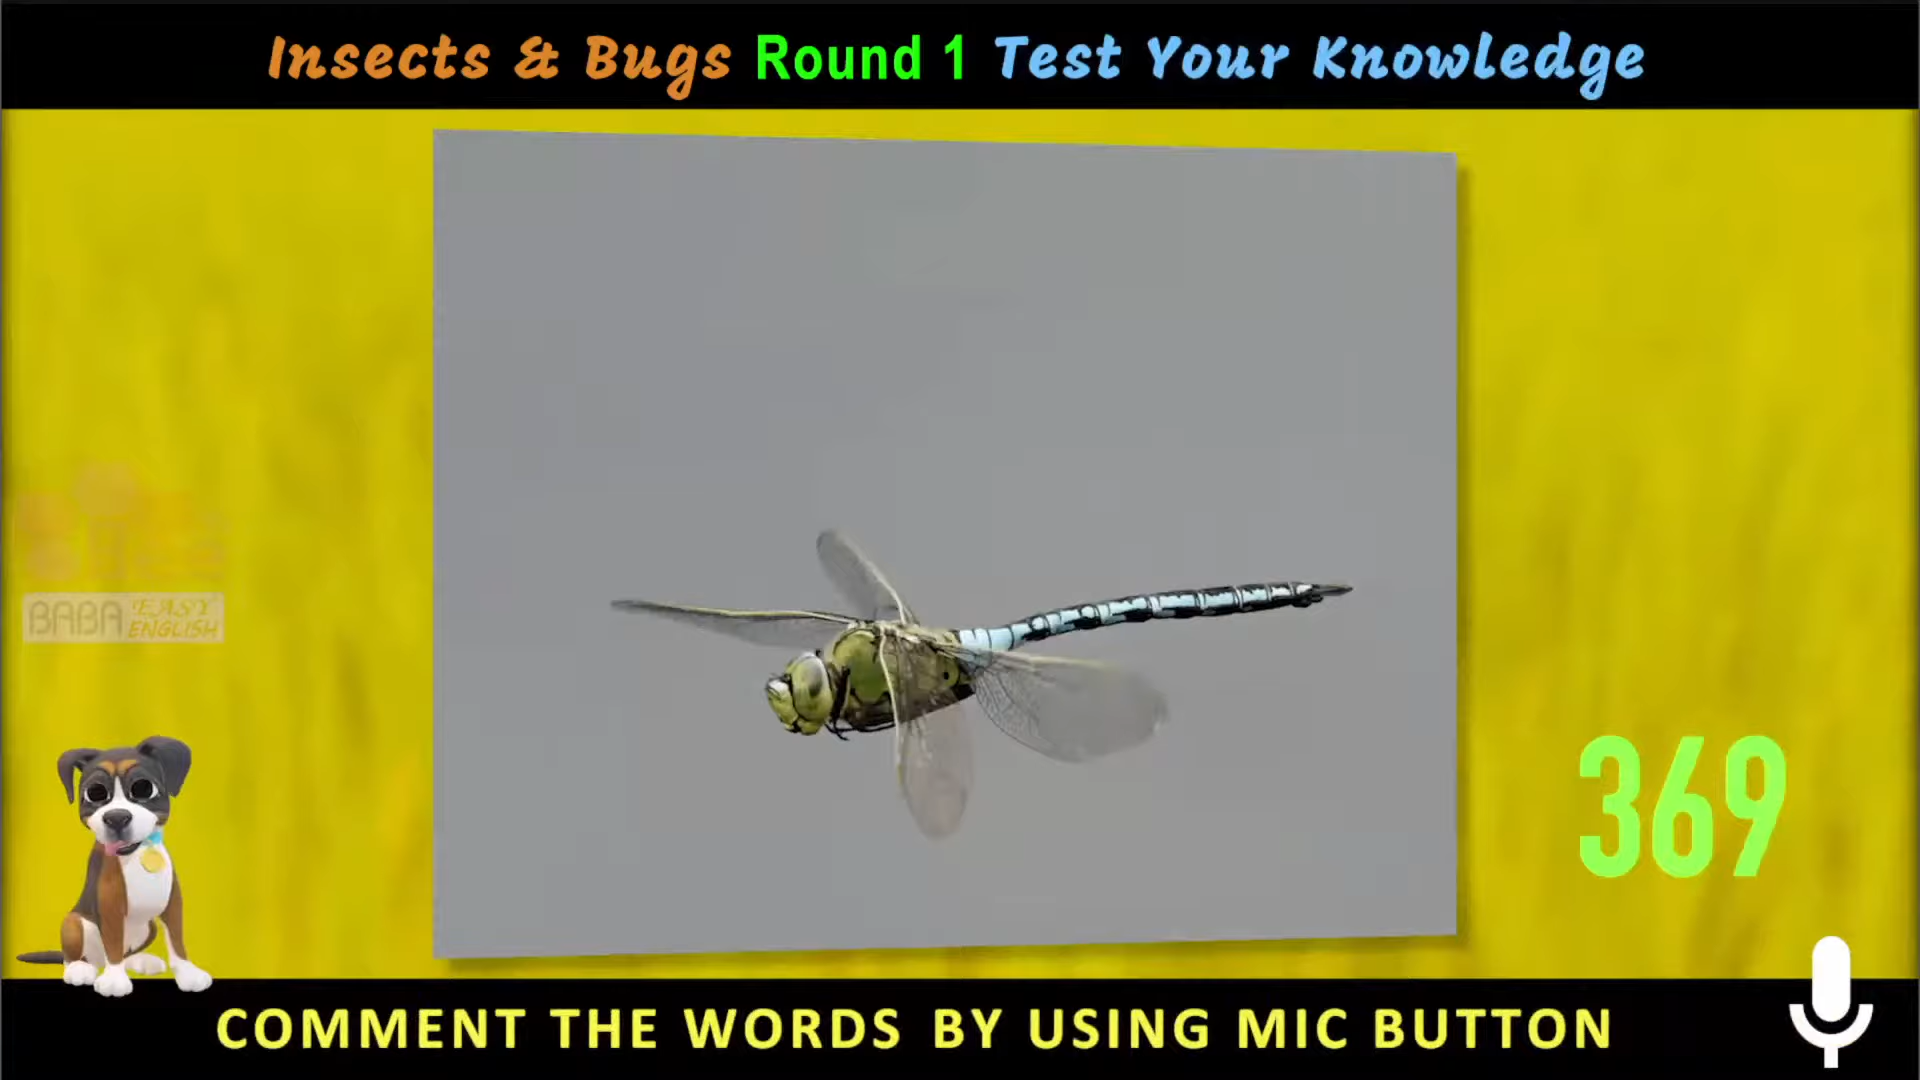 Insects & Bugs Round 1 Test Your Knowledge
BABA EASY ENGLISH
369
COMMENT THE WORDS BY USING MIC BUTTON